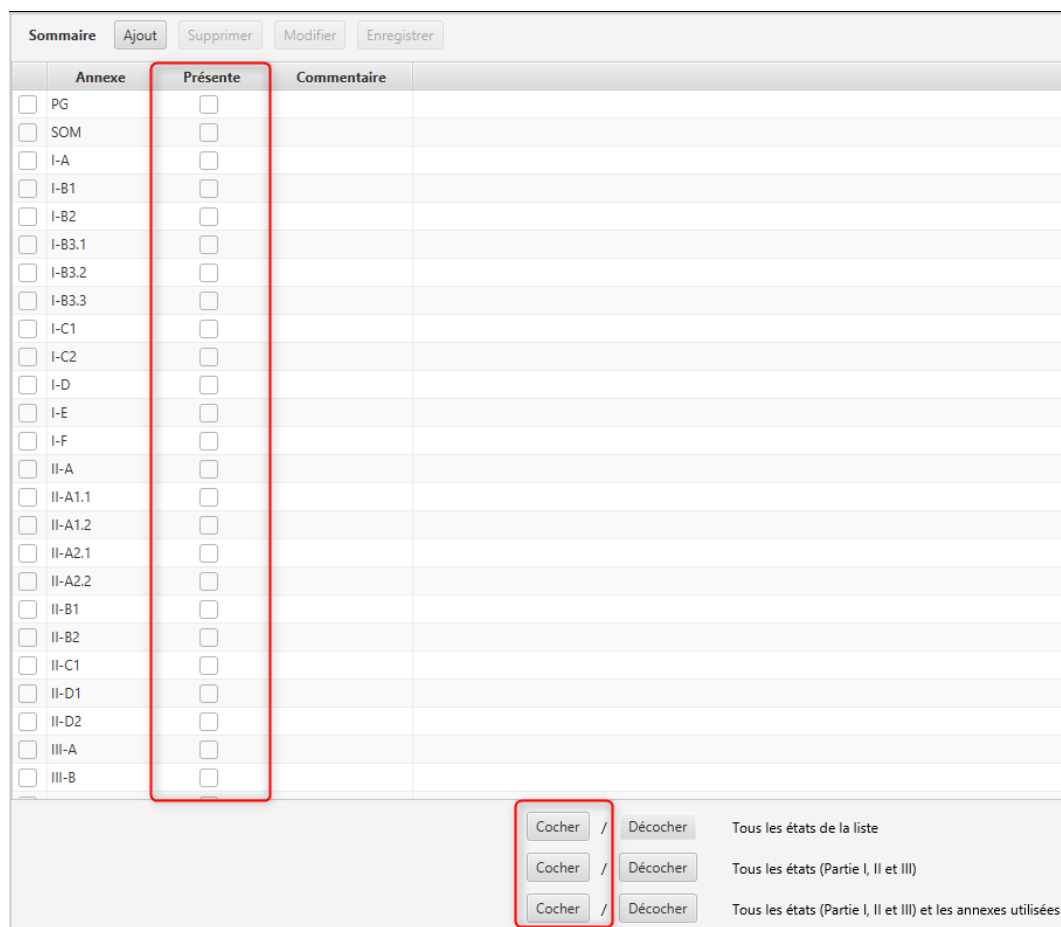 Sommaire Ajout Supprimer Modifier Enregistrer
Annexe Présente Commentaire
PG
SOM
I-A
I-B1
I-B2
I-B3.1
I-B3.2
I-B3.3
I-C1
I-C2
I-D
I-E
I-F
II-A
II-A1.1
II-A1.2
II-A2.1
II-A2.2
II-B1
II-B2
II-C1
II-D1
II-D2
III-A
III-B
Cocher / Décocher Tous les états de la liste
Cocher / Décocher Tous les états (Partie I, II et III)
Cocher / Décocher Tous les états (Partie I, II et III) et les annexes utilisées